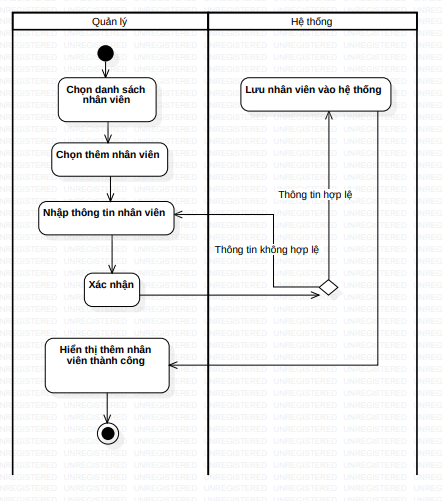 Quản lý
Hệ thống
Chọn danh sách
nhân viên
Lưu nhân viên vào hệ thống
Chọn thêm nhân viên
Thông tin hợp lê
Nhập thông tin nhân viên
Thông tin không hợp lê
Xác nhận
Hiển thị thêm nhân
viên thành công